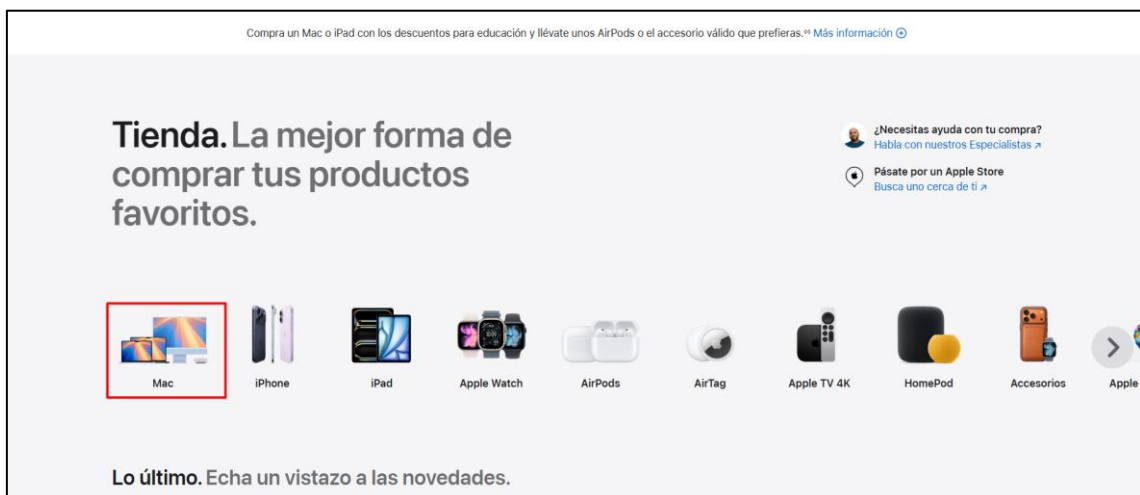 Compra un Mac o iPad con los descuentos para educación y llévate unos AirPods o el accesorio válido que prefieras.◊◊ Más información
Tienda. La mejor forma de
comprar tus productos
favoritos.
¿Necesitas ayuda con tu compra?
Habla con nuestros Especialistas
Pásate por un Apple Store
Busca uno cerca de ti
Mac
iPhone
iPad
Apple Watch
AirPods
AirTag
Apple TV 4K
HomePod
Accesorios
Apple
Lo último. Echa un vistazo a las novedades.